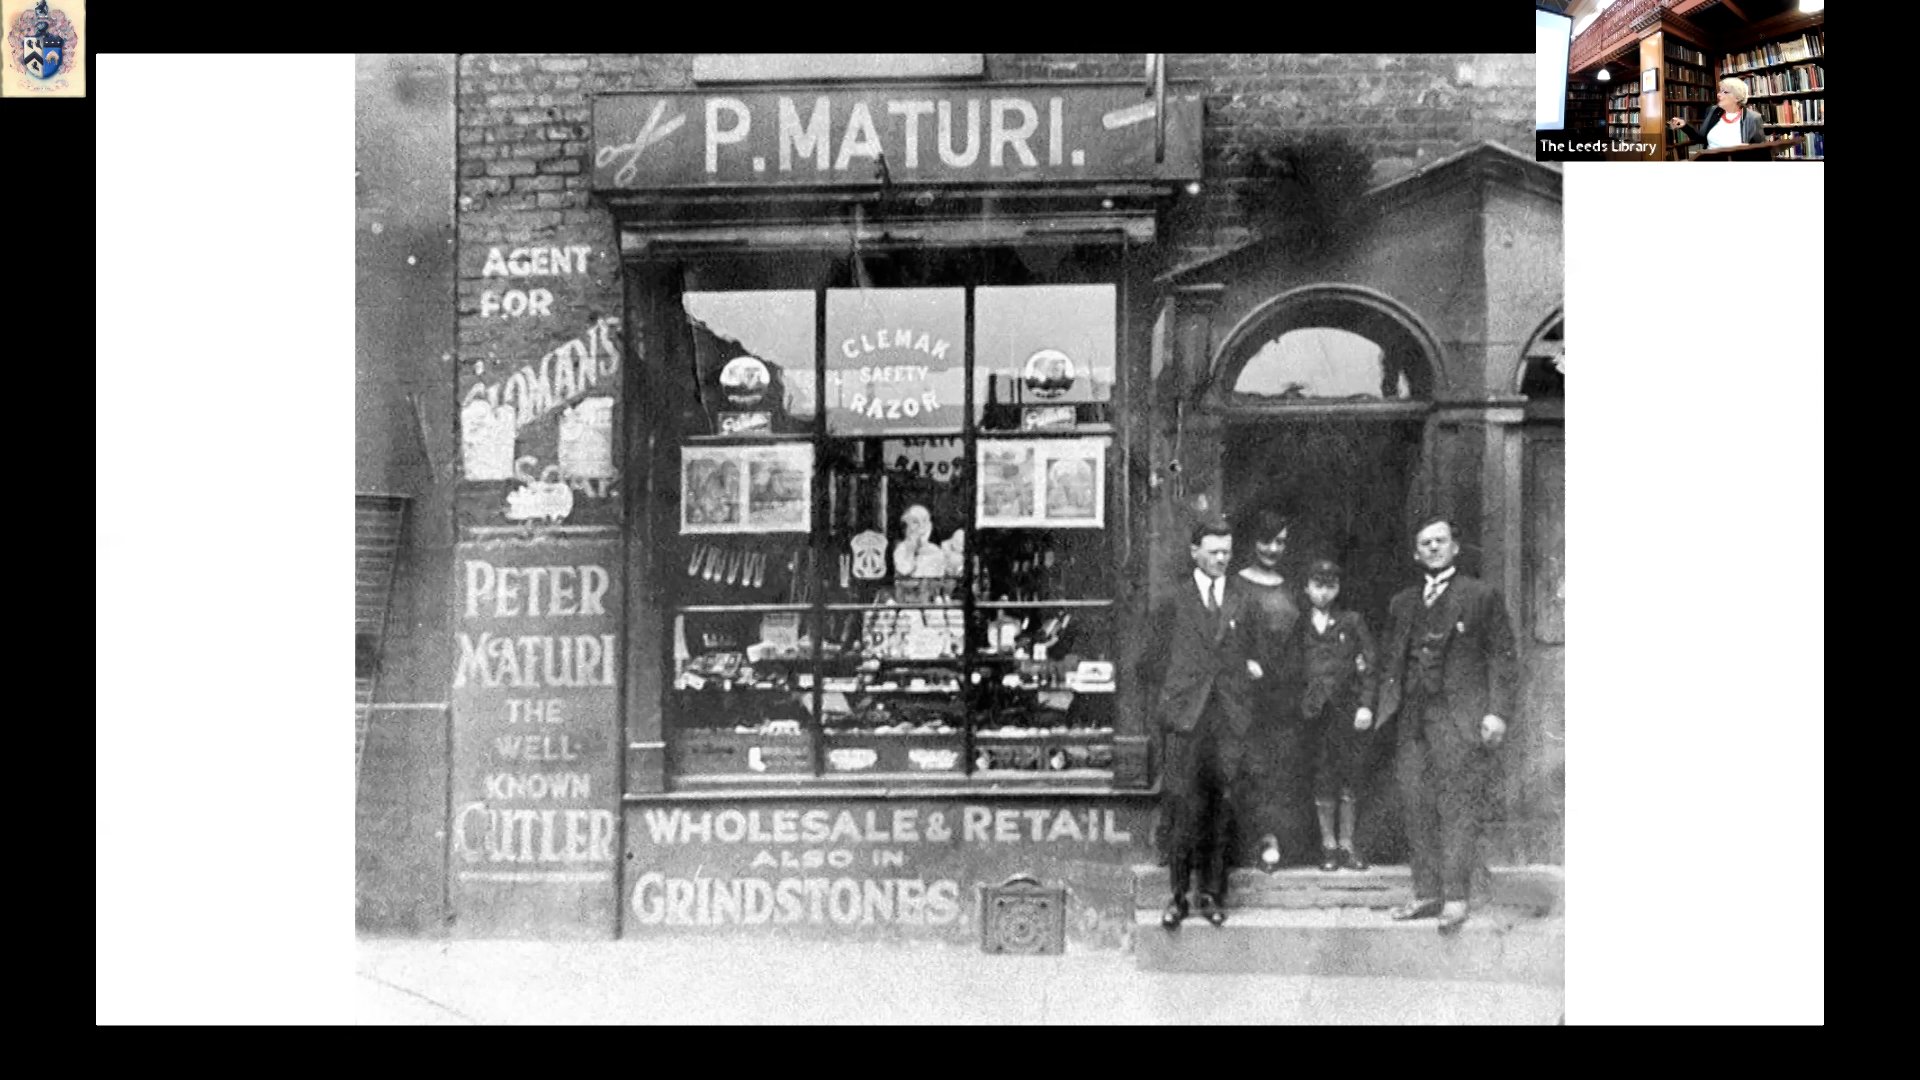 The Leeds Library
P. MATURI.
AGENT
FOR
PETER
MATURI
THE
WELL
KNOWN
CUTLER
CLEMAK
SAFETY
RAZOR
RAZOR
WHOLESALE & RETAIL
ALSO IN
GRINDSTONES.